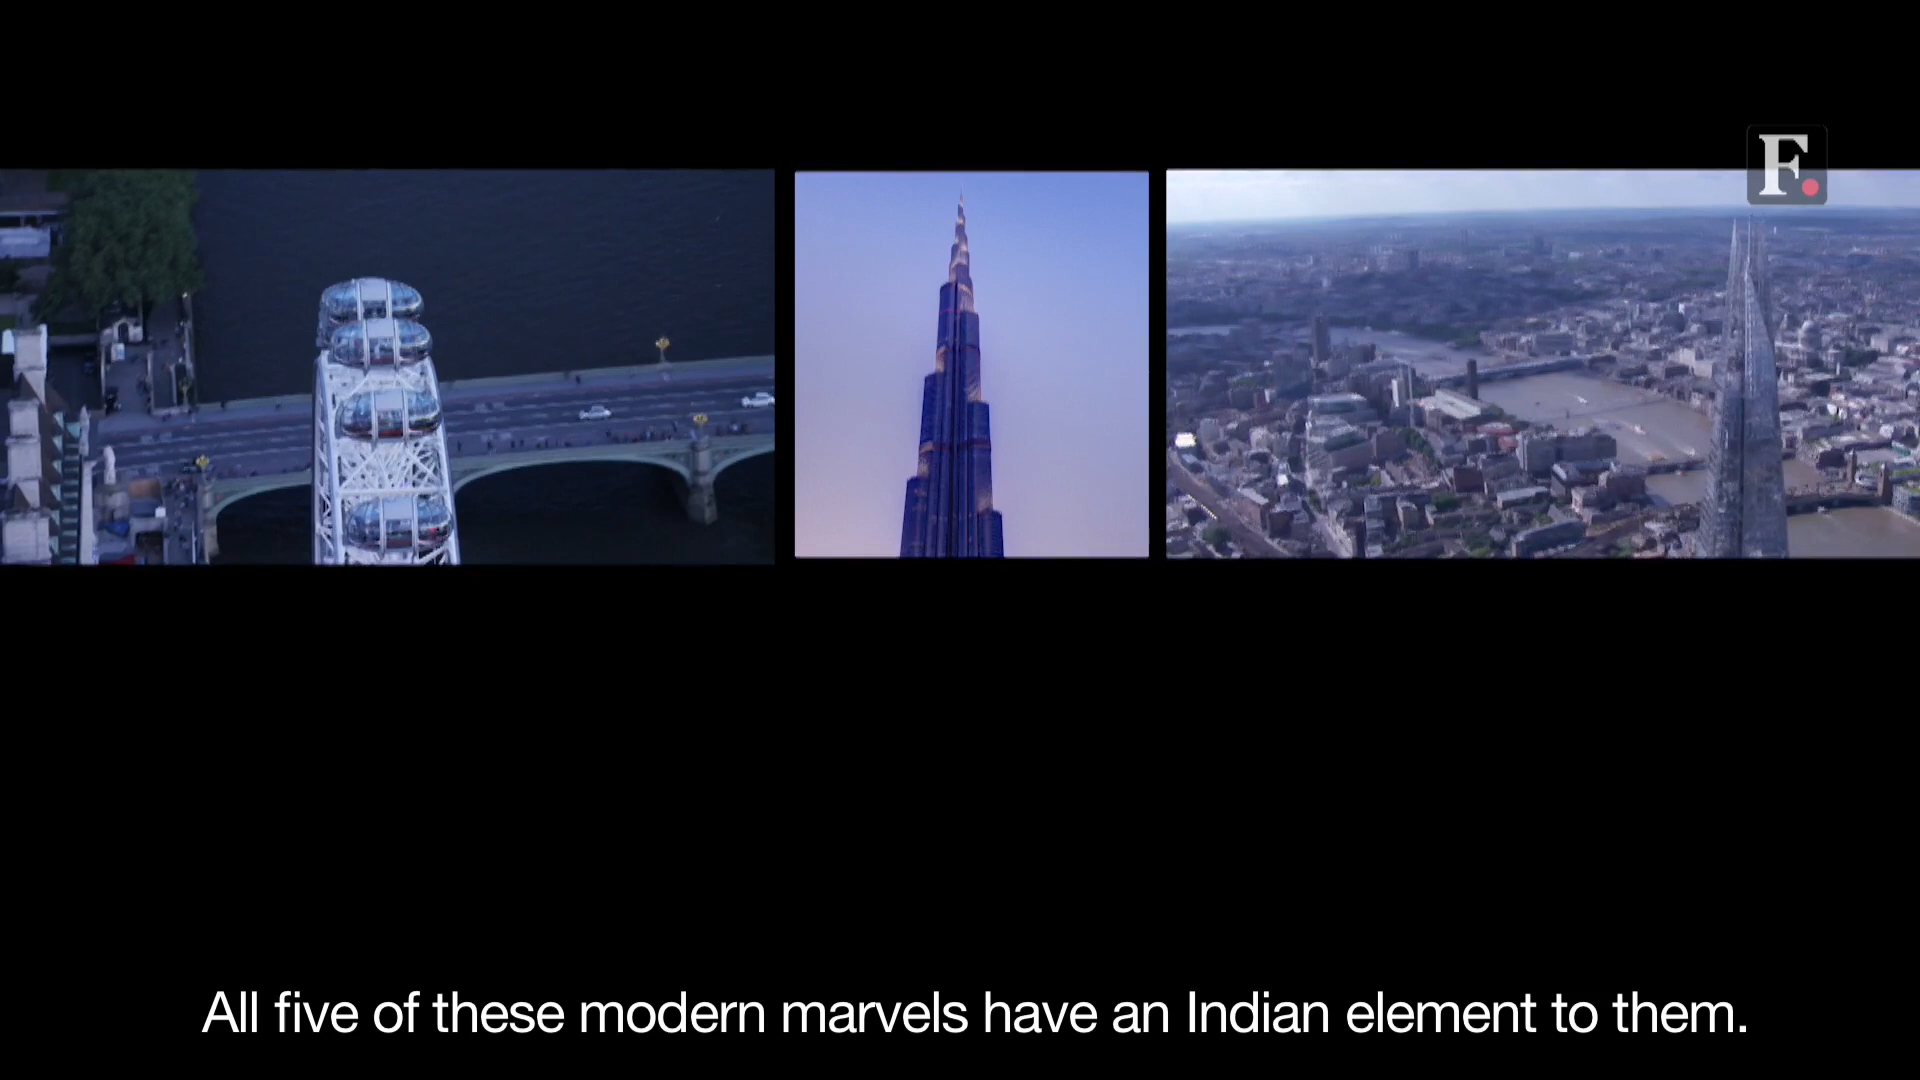 F.
All five of these modern marvels have an Indian element to them.